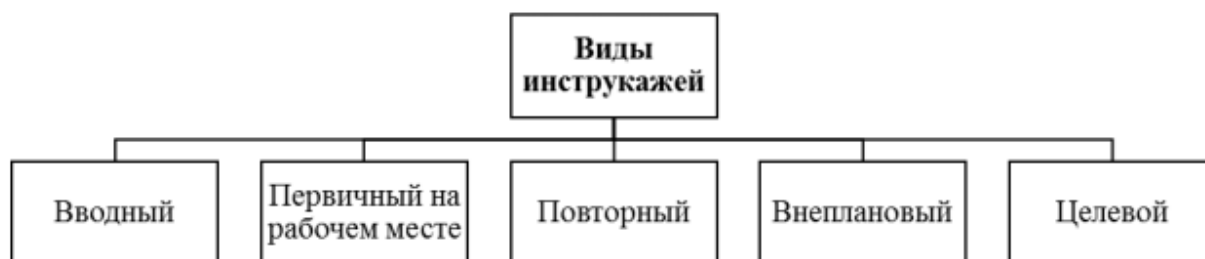 Виды
инструкажей
Вводный
Первичный на
рабочем месте
Повторный
Внеплановый
Целевой